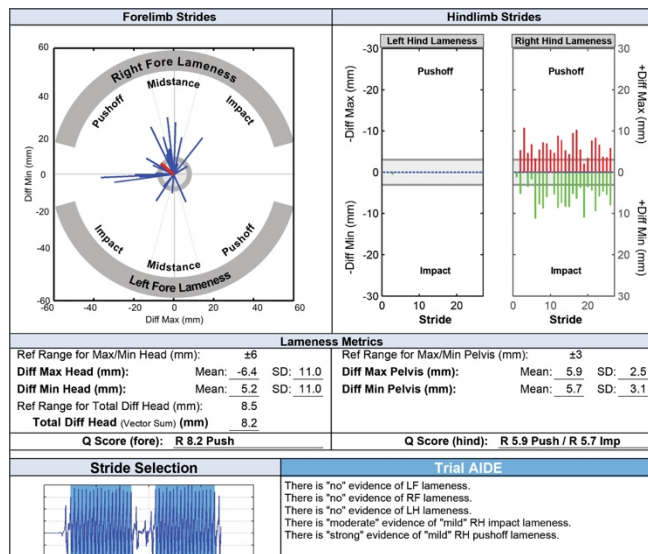 Forelimb Strides
Hindlimb Strides
60
40
20
0
-20
-40
-60
Diff Min (mm)
Right Fore Lameness
Pushoff
Midstance
Impact
Impact
Midstance
Pushoff
Left Fore Lameness
-60 -40 -20 0 20 40 60
Diff Max (mm)
Left Hind Lameness
Right Hind Lameness
-30
-20
-10
0
-10
-20
-30
-Diff Max (mm)
-Diff Min (mm)
Pushoff
Impact
0 10 20
Stride
Pushoff
Impact
0 10 20
Stride
30
20
10
0
10
20
30
+Diff Max (mm)
+Diff Min (mm)
Lameness Metrics
Ref Range for Max/Min Head (mm): ±6
Diff Max Head (mm): Mean: -6.4 SD: 11.0
Diff Min Head (mm): Mean: 5.2 SD: 11.0
Ref Range for Total Diff Head (mm): 8.5
Total Diff Head (Vector Sum) (mm) 8.2
Q Score (fore): R 8.2 Push
Ref Range for Max/Min Pelvis (mm): ±3
Diff Max Pelvis (mm): Mean: 5.9 SD: 2.5
Diff Min Pelvis (mm): Mean: 5.7 SD: 3.1
Q Score (hind): R 5.9 Push / R 5.7 Imp
Stride Selection
Trial AIDE
There is "no" evidence of LF lameness.
There is "no" evidence of RF lameness.
There is "no" evidence of LH lameness.
There is "moderate" evidence of "mild" RH impact lameness.
There is "strong" evidence of "mild" RH pushoff lameness.